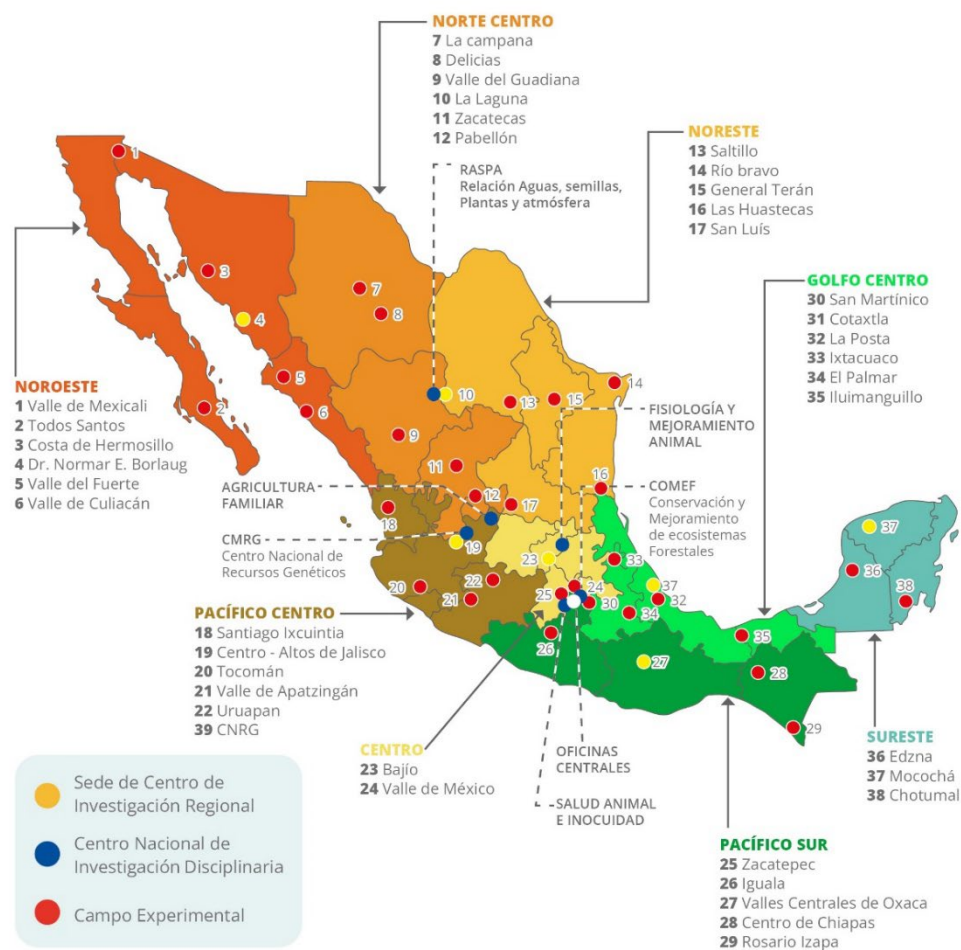 NORTE CENTRO
7 La campana
8 Delicias
9 Valle del Guadiana
10 La Laguna
11 Zacatecas
12 Pabellón
RASPA
Relación Aguas, semillas,
Plantas y atmósfera
NORESTE
13 Saltillo
14 Río bravo
15 General Terán
16 Las Huastecas
17 San Luís
GOLFO CENTRO
30 San Martínico
31 Cotaxtla
32 La Posta
33 Ixtacuaco
34 El Palmar
35 Iluimanguillo
NOROESTE
1 Valle de Mexicali
2 Todos Santos
3 Costa de Hermosillo
4 Dr. Normar E. Borlaug
5 Valle del Fuerte
6 Valle de Culiacán
FISIOLOGÍA Y
MEJORAMIENTO
ANIMAL
AGRICULTURA
FAMILIAR
CMRG
Centro Nacional de
Recursos Genéticos
COMEF
Conservación y
Mejoramiento
de ecosistemas
Forestales
1
2
3
4
5
6
7
8
9
10
11
12
13
14
15
16
17
18
19
20
21
22
23
24
25
26
27
28
29
30
32
33
34
35
36
37
37
38
PACÍFICO CENTRO
18 Santiago Ixcuintia
19 Centro - Altos de Jalisco
20 Tocomán
21 Valle de Apatzingán
22 Uruapan
39 CNRG
CENTRO
23 Bajío
24 Valle de México
OFICINAS
CENTRALES
SALUD ANIMAL
E INOCUIDAD
SURESTE
36 Edzna
37 Mocochá
38 Chotumal
PACÍFICO SUR
25 Zacatepec
26 Iguala
27 Valles Centrales de Oxaca
28 Centro de Chiapas
29 Rosario Izapa
Sede de Centro de
Investigación Regional
Centro Nacional de
Investigación Disciplinaria
Campo Experimental